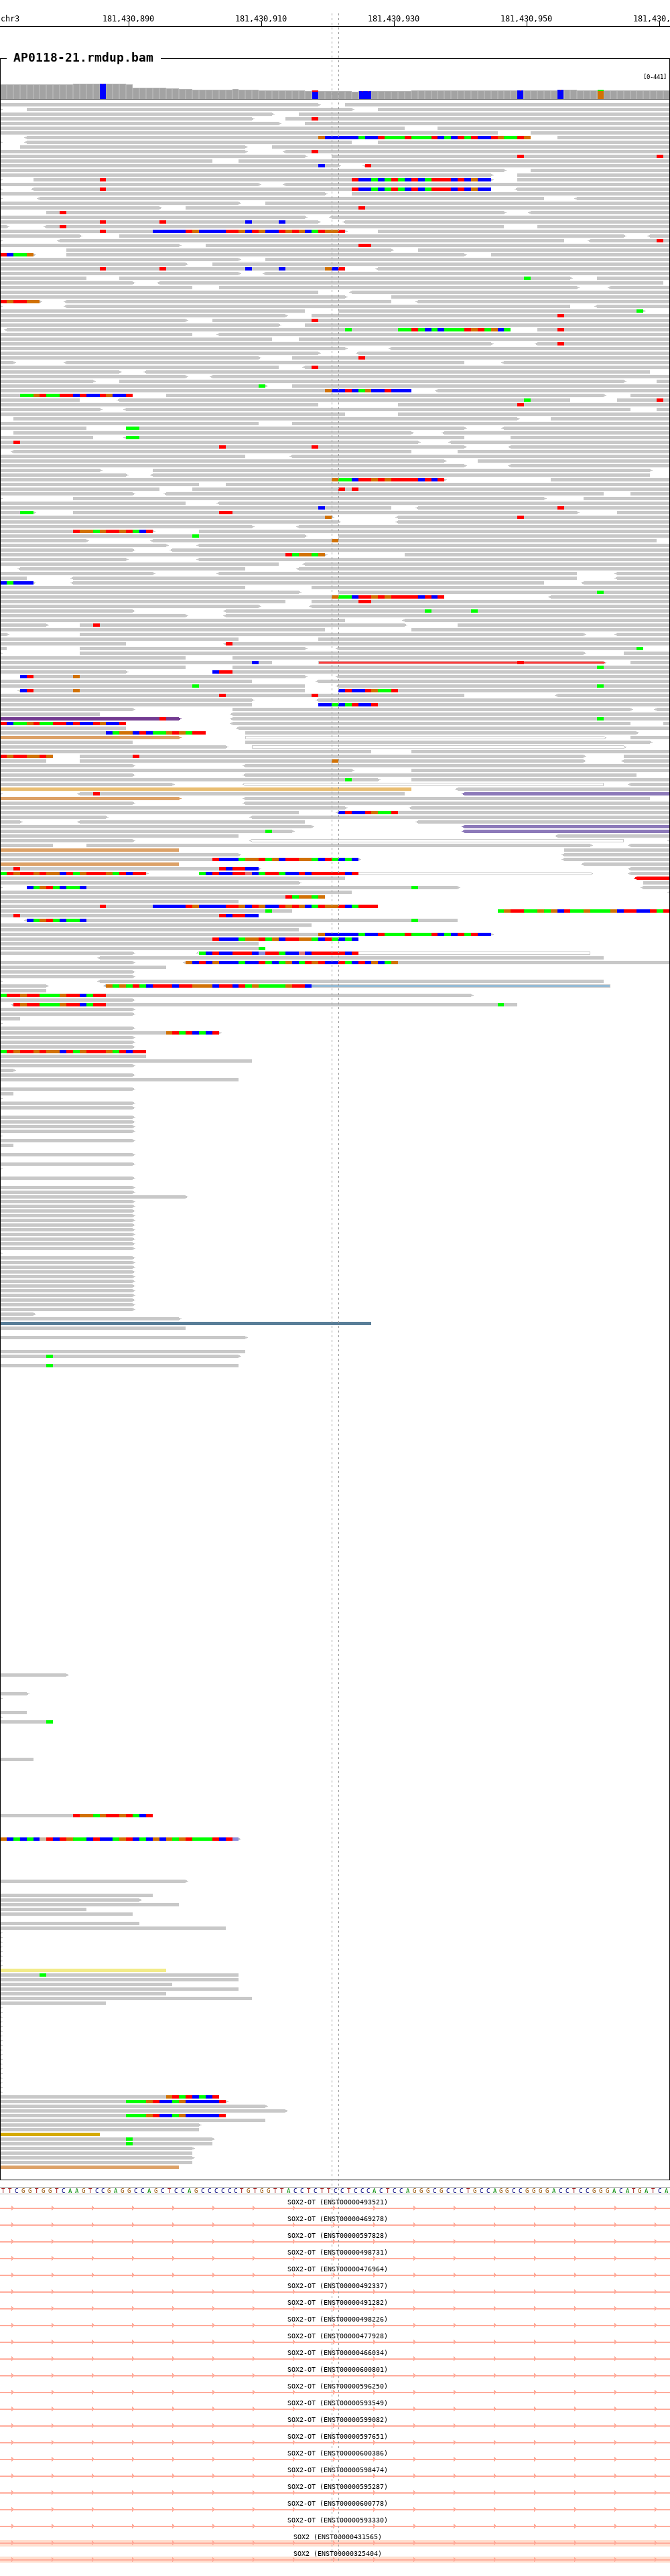 chr3 181,430,890 181,430,910 181,430,930 181,430,950 181,430,
AP0118-21.rmdup.bam
[0-441]
TTCGGTGGTCAAGTCCGAGGCCAGCTCCAGCCCCCCTGTGGTTACCTCTTCCTCCCACTCCAGGGCGCCCTGCCAGGCCGGGGACCTCCGGGACATGATCA
SOX2-OT (ENST00000493521)
SOX2-OT (ENST00000469278)
SOX2-OT (ENST00000597828)
SOX2-OT (ENST00000498731)
SOX2-OT (ENST00000476964)
SOX2-OT (ENST00000492337)
SOX2-OT (ENST00000491282)
SOX2-OT (ENST00000498226)
SOX2-OT (ENST00000477928)
SOX2-OT (ENST00000466034)
SOX2-OT (ENST00000600801)
SOX2-OT (ENST00000596250)
SOX2-OT (ENST00000593549)
SOX2-OT (ENST00000599082)
SOX2-OT (ENST00000597651)
SOX2-OT (ENST00000600386)
SOX2-OT (ENST00000598474)
SOX2-OT (ENST00000595287)
SOX2-OT (ENST00000600778)
SOX2-OT (ENST00000593330)
SOX2 (ENST00000431565)
SOX2 (ENST00000325404)